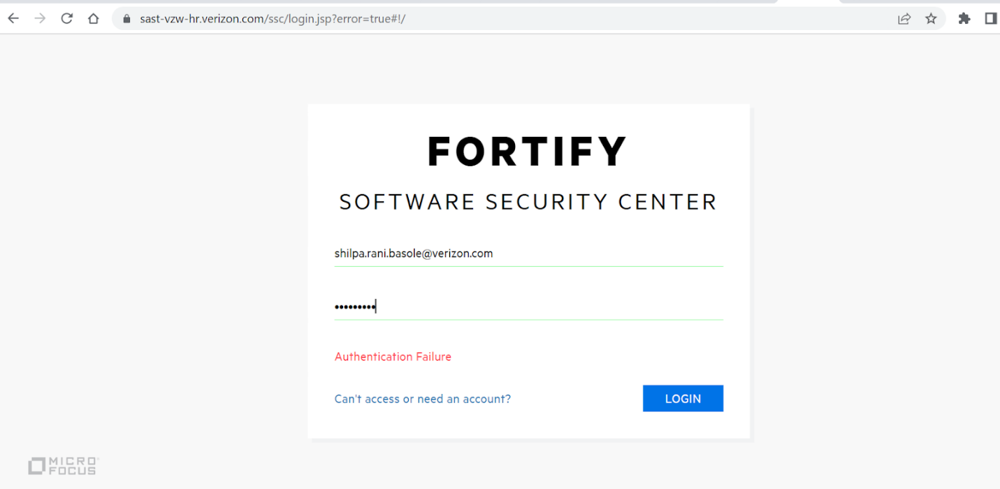 sast-vzw-hr.verizon.com/ssc/login.jsp?error=true#!/
FORTIFY
SOFTWARE SECURITY CENTER
shilpa.rani.basole@verizon.com
•••••••••
Authentication Failure
Can't access or need an account?
LOGIN
MICRO
FOCUS